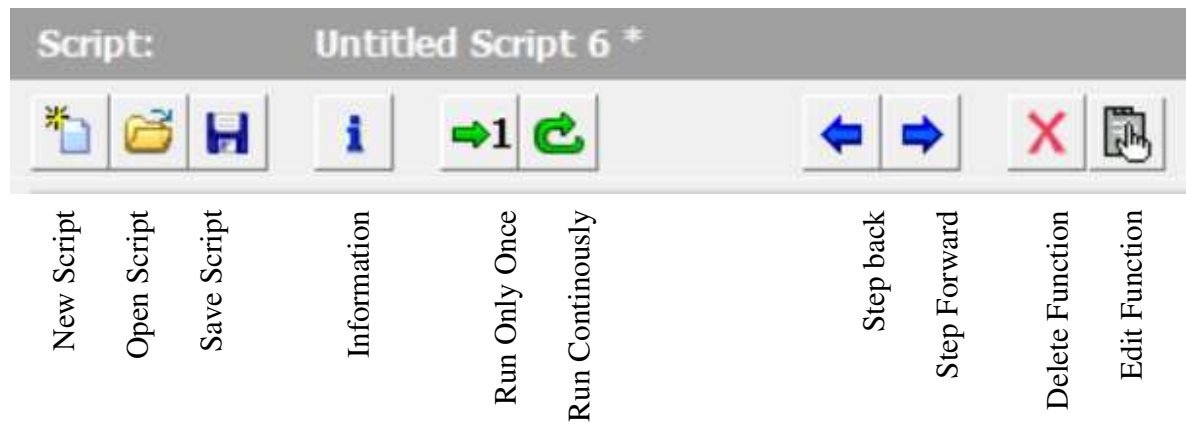 Script: Untitled Script 6 *
1
New Script
Open Script
Save Script
Information
Run Only Once
Run Continously
Step back
Step Forward
Delete Function
Edit Function